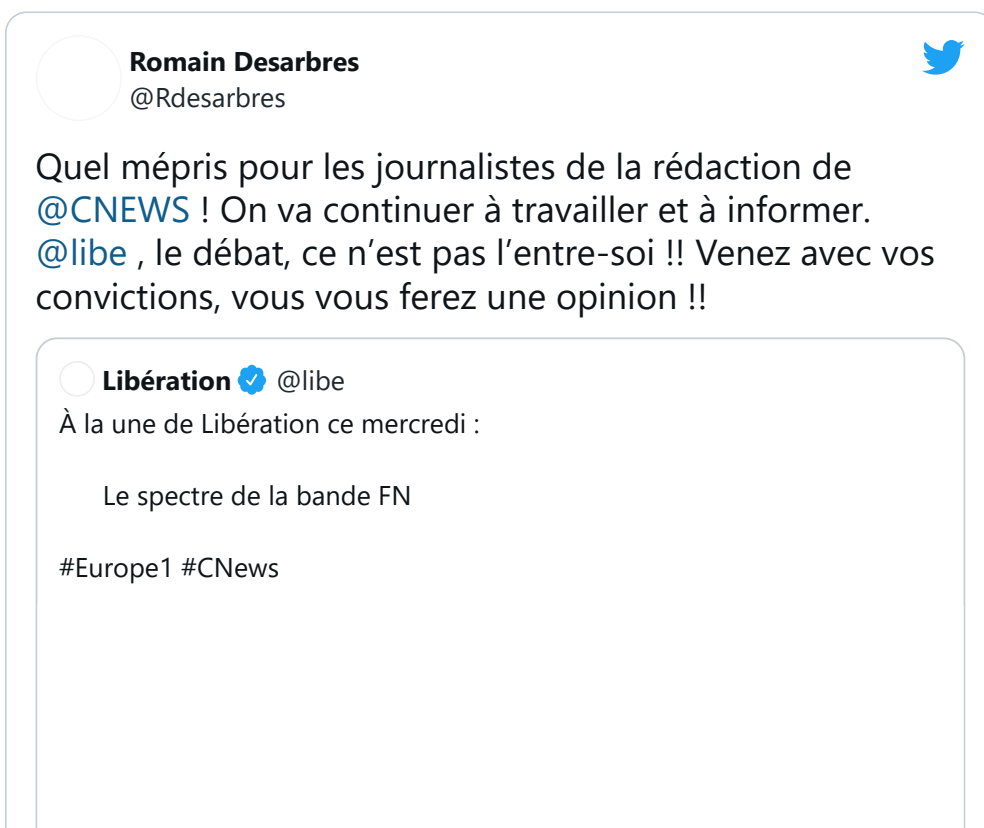 Romain Desarbres
@Rdesarbres
Quel mépris pour les journalistes de la rédaction de
@CNEWS ! On va continuer à travailler et à informer.
@libe , le débat, ce n’est pas l’entre-soi !! Venez avec vos
convictions, vous vous ferez une opinion !!
Libération @libe
À la une de Libération ce mercredi :
Le spectre de la bande FN
#Europe1 #CNews